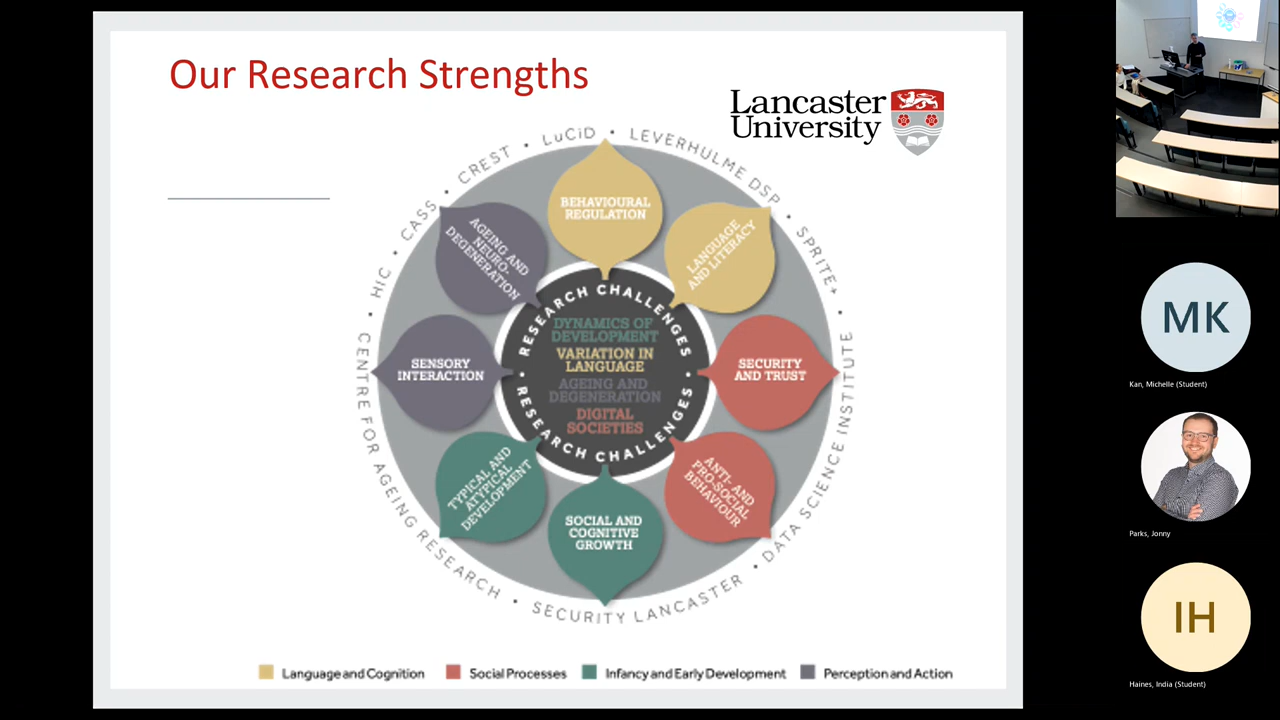 Our Research Strengths
Lancaster
University
HIC • CASS • CREST • LuCiD • LEVERHULME DSP • SPRITE+ •
DATA SCIENCE INSTITUTE
• SECURITY LANCASTER •
CENTRE FOR AGEING RESEARCH
BEHAVIOURAL
REGULATION
LANGUAGE
AND LITERACY
SECURITY
AND TRUST
ANTI- AND
PRO-SOCIAL
BEHAVIOUR
SOCIAL AND
COGNITIVE
GROWTH
TYPICAL AND
ATYPICAL
DEVELOPMENT
SENSORY
INTERACTION
AGEING AND
NEURO-
DEGENERATION
• RESEARCH CHALLENGES •
DYNAMICS OF
DEVELOPMENT
VARIATION IN
LANGUAGE
AGEING AND
DEGENERATION
DIGITAL
SOCIETIES
• RESEARCH CHALLENGES •
Language and Cognition
Social Processes
Infancy and Early Development
Perception and Action
MK
Kan, Michelle (Student)
Parks, Jonny
IH
Haines, India (Student)